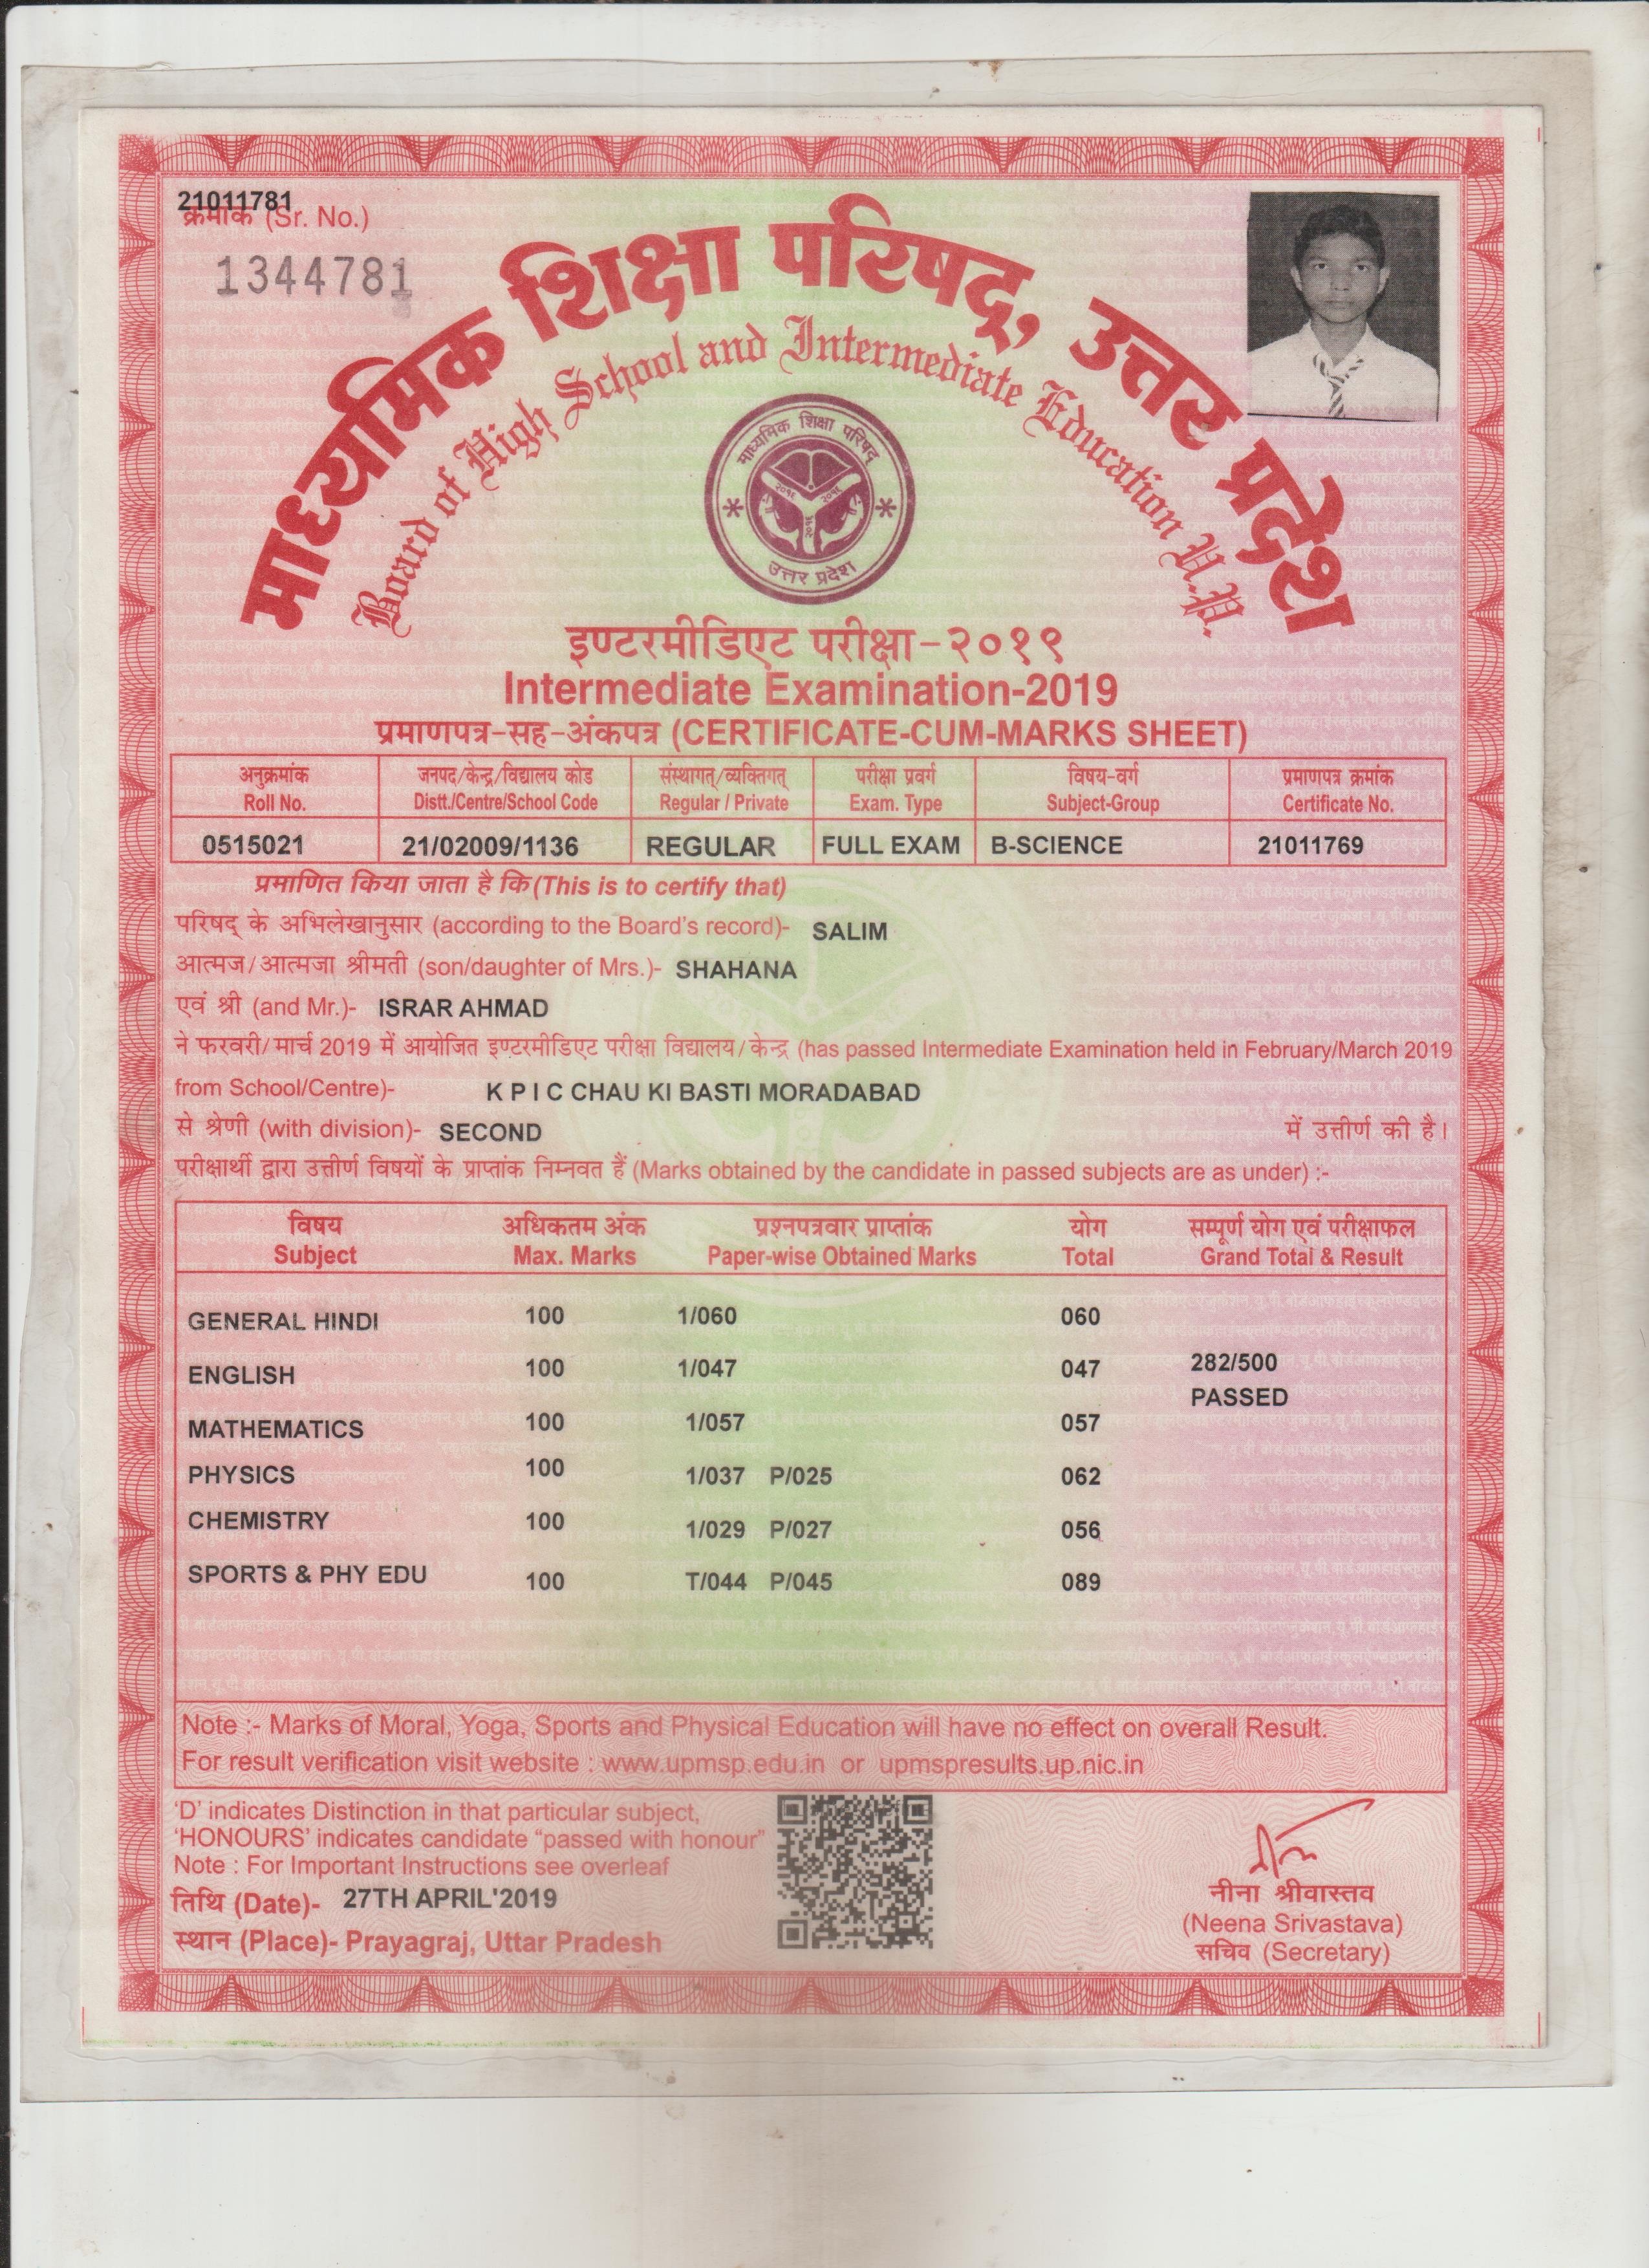 21011781
क्रमांक (Sr. No.)
1344781
माध्यमिक शिक्षा परिषद्, उत्तर प्रदेश
Board of High School and Intermediate Education U.P.
माध्यमिक शिक्षा परिषद्
२०१६ २०१६
२०१६
उत्तर प्रदेश
इण्टरमीडिएट परीक्षा-२०१९
Intermediate Examination-2019
प्रमाणपत्र-सह-अंकपत्र (CERTIFICATE-CUM-MARKS SHEET)
अनुक्रमांक जनपद/केन्द्र/विद्यालय कोड संस्थागत्/व्यक्तिगत् परीक्षा प्रवर्ग विषय-वर्ग प्रमाणपत्र क्रमांक
Roll No. Distt./Centre/School Code Regular / Private Exam. Type Subject-Group Certificate No.
0515021 21/02009/1136 REGULAR FULL EXAM B-SCIENCE 21011769
प्रमाणित किया जाता है कि (This is to certify that)
परिषद् के अभिलेखानुसार (according to the Board's record)- SALIM
आत्मज/आत्मजा श्रीमती (son/daughter of Mrs.)- SHAHANA
एवं श्री (and Mr.)- ISRAR AHMAD
ने फरवरी/मार्च 2019 में आयोजित इण्टरमीडिएट परीक्षा विद्यालय/केन्द्र (has passed Intermediate Examination held in February/March 2019
from School/Centre)- K P I C CHAU KI BASTI MORADABAD
से श्रेणी (with division)- SECOND में उत्तीर्ण की है।
परीक्षार्थी द्वारा उत्तीर्ण विषयों के प्राप्तांक निम्नवत हैं (Marks obtained by the candidate in passed subjects are as under) :-
विषय अधिकतम अंक प्रश्नपत्रवार प्राप्तांक योग सम्पूर्ण योग एवं परीक्षाफल
Subject Max. Marks Paper-wise Obtained Marks Total Grand Total & Result
GENERAL HINDI 100 1/060 060
ENGLISH 100 1/047 047 282/500
PASSED
MATHEMATICS 100 1/057 057
PHYSICS 100 1/037 P/025 062
CHEMISTRY 100 1/029 P/027 056
SPORTS & PHY EDU 100 T/044 P/045 089
Note :- Marks of Moral, Yoga, Sports and Physical Education will have no effect on overall Result.
For result verification visit website : www.upmsp.edu.in or upmspresults.up.nic.in
'D' indicates Distinction in that particular subject,
'HONOURS' indicates candidate "passed with honour"
Note : For Important Instructions see overleaf
तिथि (Date)- 27TH APRIL'2019
स्थान (Place)- Prayagraj, Uttar Pradesh
नीना श्रीवास्तव
(Neena Srivastava)
सचिव (Secretary)